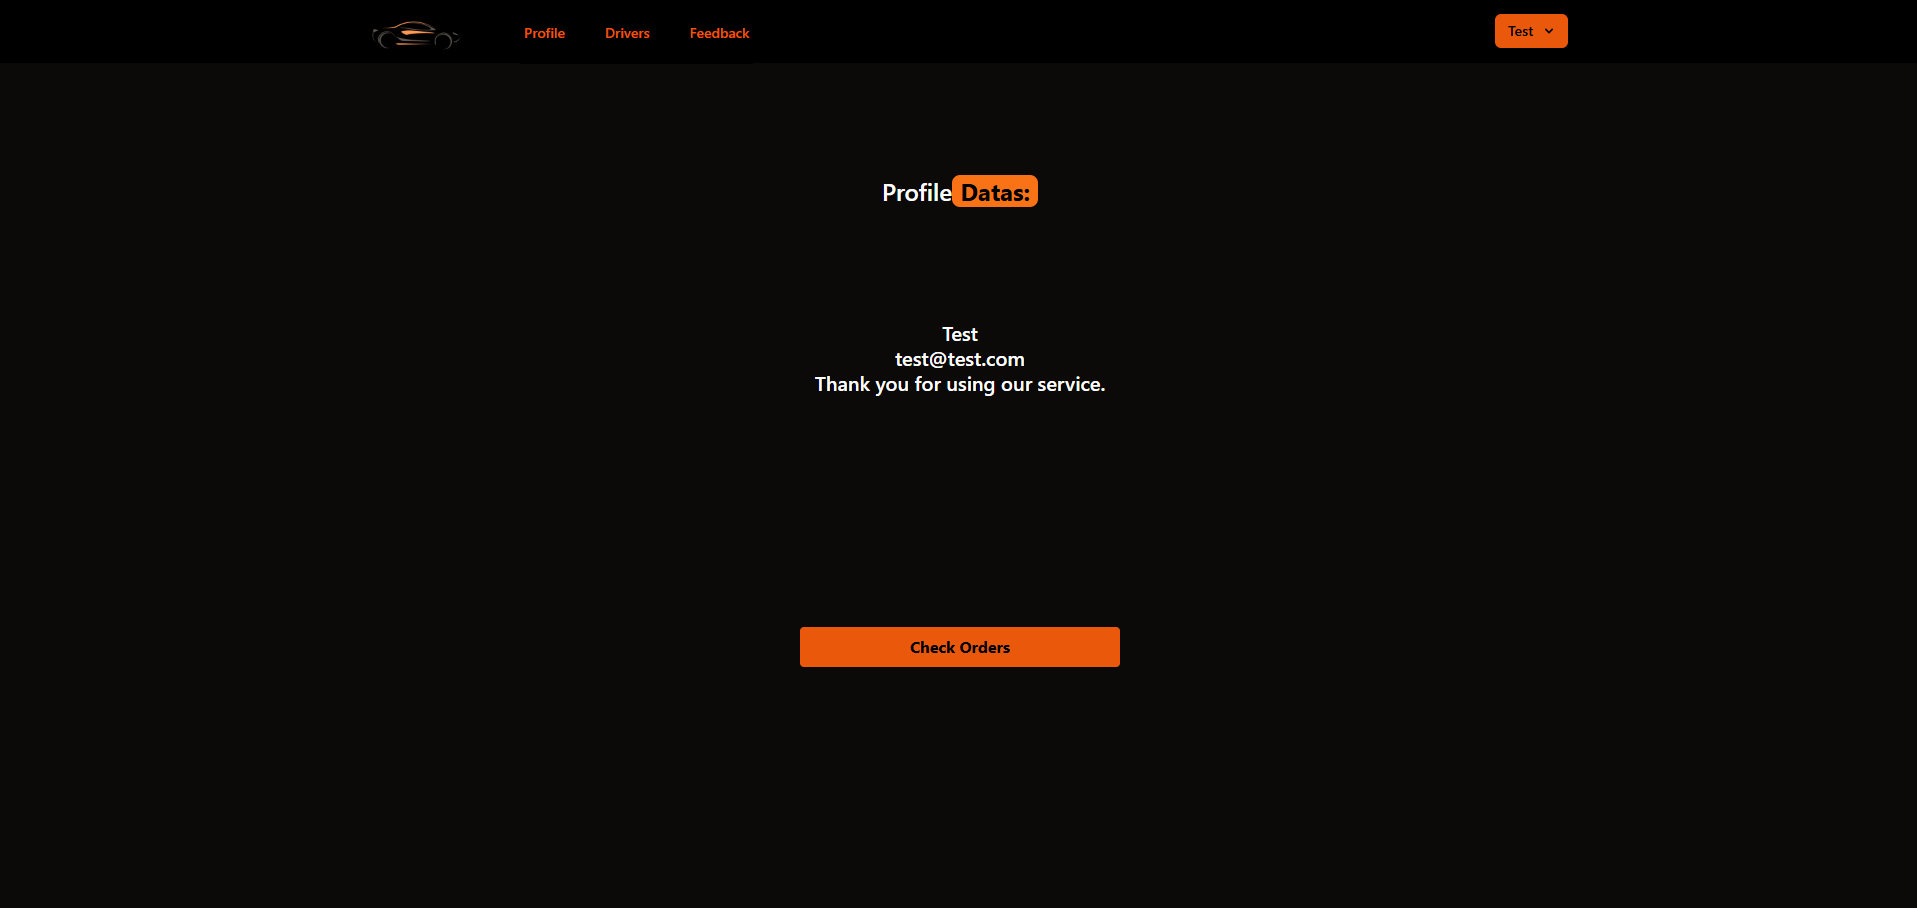 Profile Drivers Feedback Test
Profile Datas:
Test
test@test.com
Thank you for using our service.
Check Orders